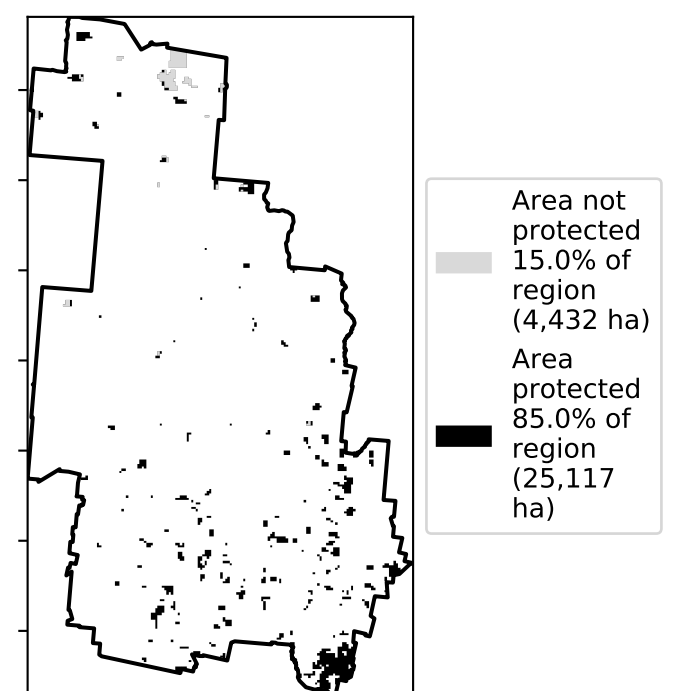 Area not
protected
15.0% of
region
(4,432 ha)
Area
protected
85.0% of
region
(25,117
ha)